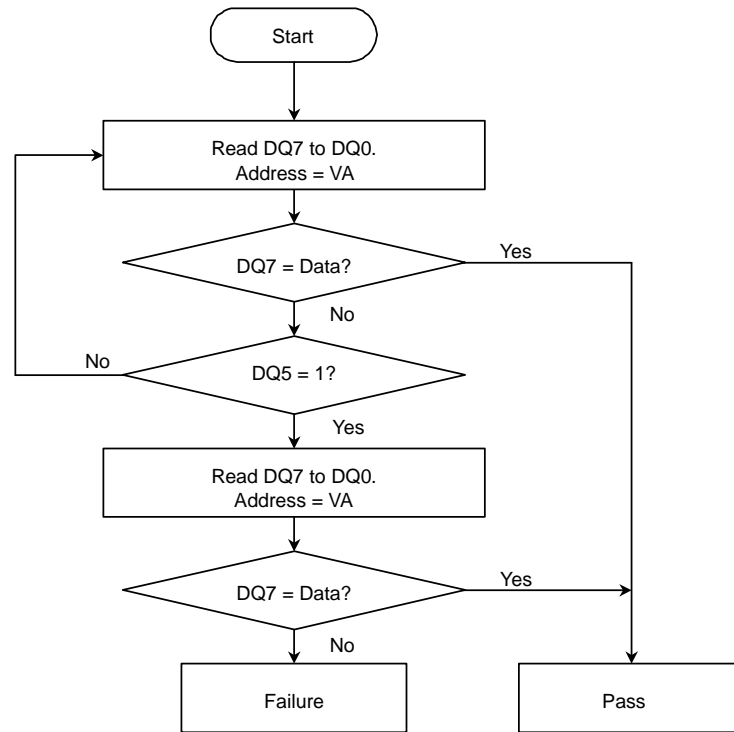 Start
Read DQ7 to DQ0.
Address = VA
DQ7 = Data?
Yes
No
No
DQ5 = 1?
Yes
Read DQ7 to DQ0.
Address = VA
DQ7 = Data?
Yes
No
Failure
Pass